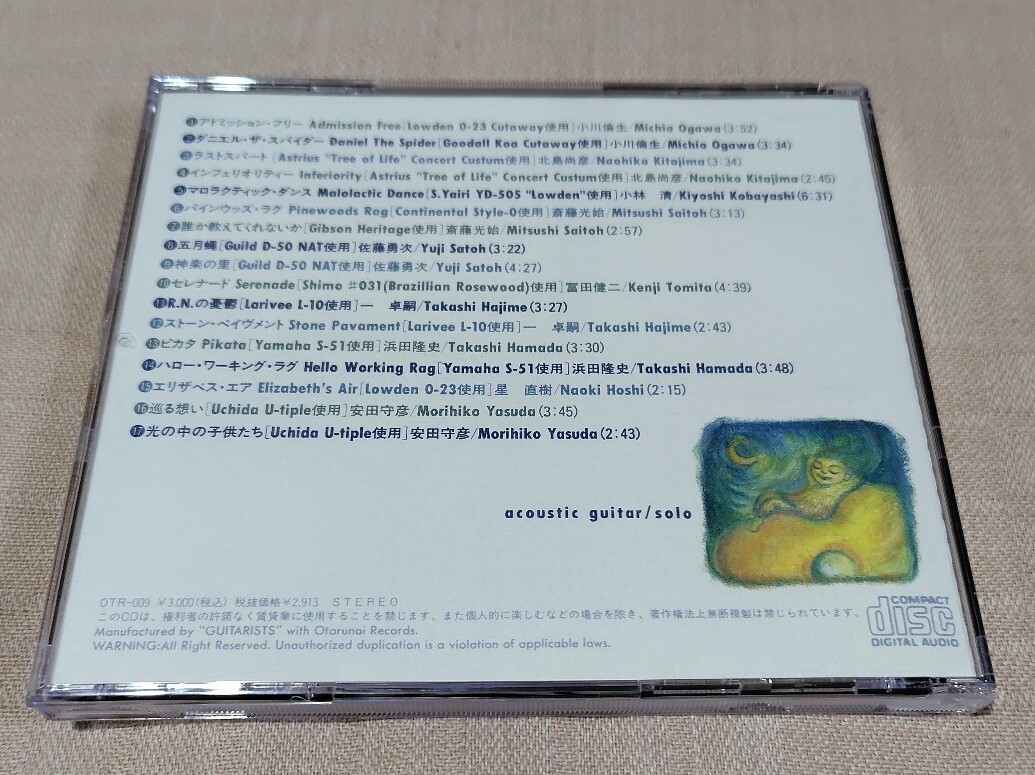 ❶アドミッション・フリー Admission Free[Lowden O-23 Cutaway使用]小川倫生/Michio Ogawa(3:52)
❷ダニエル・ザ・スパイダー Daniel The Spider[Goodall Koa Cutaway使用]小川倫生/Michio Ogawa(3:34)
❸ラストスパート[Astrius "Tree of Life" Concert Custum使用]北島尚彦/Naohiko Kitajima(3:34)
❹インフェリオリティー Inferiority[Astrius "Tree of Life" Concert Custum使用]北島尚彦/Naohiko Kitajima(2:45)
❺マロラクティック・ダンス Malolactic Dance[S.Yairi YD-505 "Lowden"使用]小林　清/Kiyoshi Kobayashi(6:31)
❻パインウッズ・ラグ Pinewoods Rag[Continental Style-0使用]斎藤光始/Mitsushi Saitoh(3:13)
❼誰か教えてくれないか[Gibson Heritage使用]斎藤光始/Mitsushi Saitoh(2:57)
❽五月蠅[Guild D-50 NAT使用]佐藤勇次/Yuji Satoh(3:22)
❾神楽の里[Guild D-50 NAT使用]佐藤勇次/Yuji Satoh(4:27)
❿セレナード Serenade[Shimo ♯031(Brazillian Rosewood)使用]冨田健二/Kenji Tomita(4:39)
⓫R.N.の憂鬱[Larivee L-10使用]一　卓嗣/Takashi Hajime(3:27)
⓬ストーン・ペイヴメント Stone Pavament[Larivee L-10使用]一　卓嗣/Takashi Hajime(2:43)
⓭ピカタ Pikata[Yamaha S-51使用]浜田隆史/Takashi Hamada(3:30)
⓮ハロー・ワーキング・ラグ Hello Working Rag[Yamaha S-51使用]浜田隆史/Takashi Hamada(3:48)
⓯エリザベス・エア Elizabeth's Air[Lowden O-23使用]星　直樹/Naoki Hoshi(2:15)
⓰巡る想い[Uchida U-tiple使用]安田守彦/Morihiko Yasuda(3:45)
⓱光の中の子供たち[Uchida U-tiple使用]安田守彦/Morihiko Yasuda(2:43)
acoustic guitar/solo
OTR-009 ¥3,000(税込) 税抜価格¥2,913 STEREO
このCDは、権利者の許諾なく賃貸業に使用することを禁じます。また個人的に楽しむなどの場合を除き、著作権法上無断複製は禁じられています。
Manufactured by "GUITARISTS" with Otarunai Records.
WARNING:All Right Reserved. Unauthorized duplication is a violation of applicable laws.
COMPACT
disc
DIGITAL AUDIO